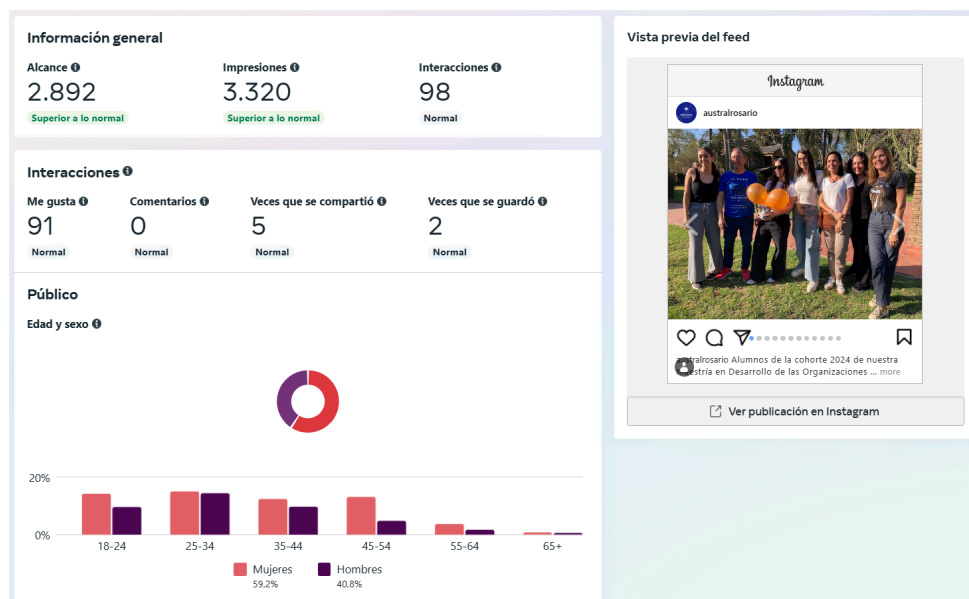 Información general
Alcance
Impresiones
Interacciones
2.892
3.320
98
Superior a lo normal
Superior a lo normal
Normal
Interacciones
Me gusta
Comentarios
Veces que se compartió
Veces que se guardó
91
0
5
2
Normal
Normal
Normal
Normal
Público
Edad y sexo
20%
0%
18-24
25-34
35-44
45-54
55-64
65+
Mujeres
59,2%
Hombres
40,8%
Vista previa del feed
Instagram
australrosario
australrosario Alumnos de la cohorte 2024 de nuestra
maestría en Desarrollo de las Organizaciones ... more
Ver publicación en Instagram